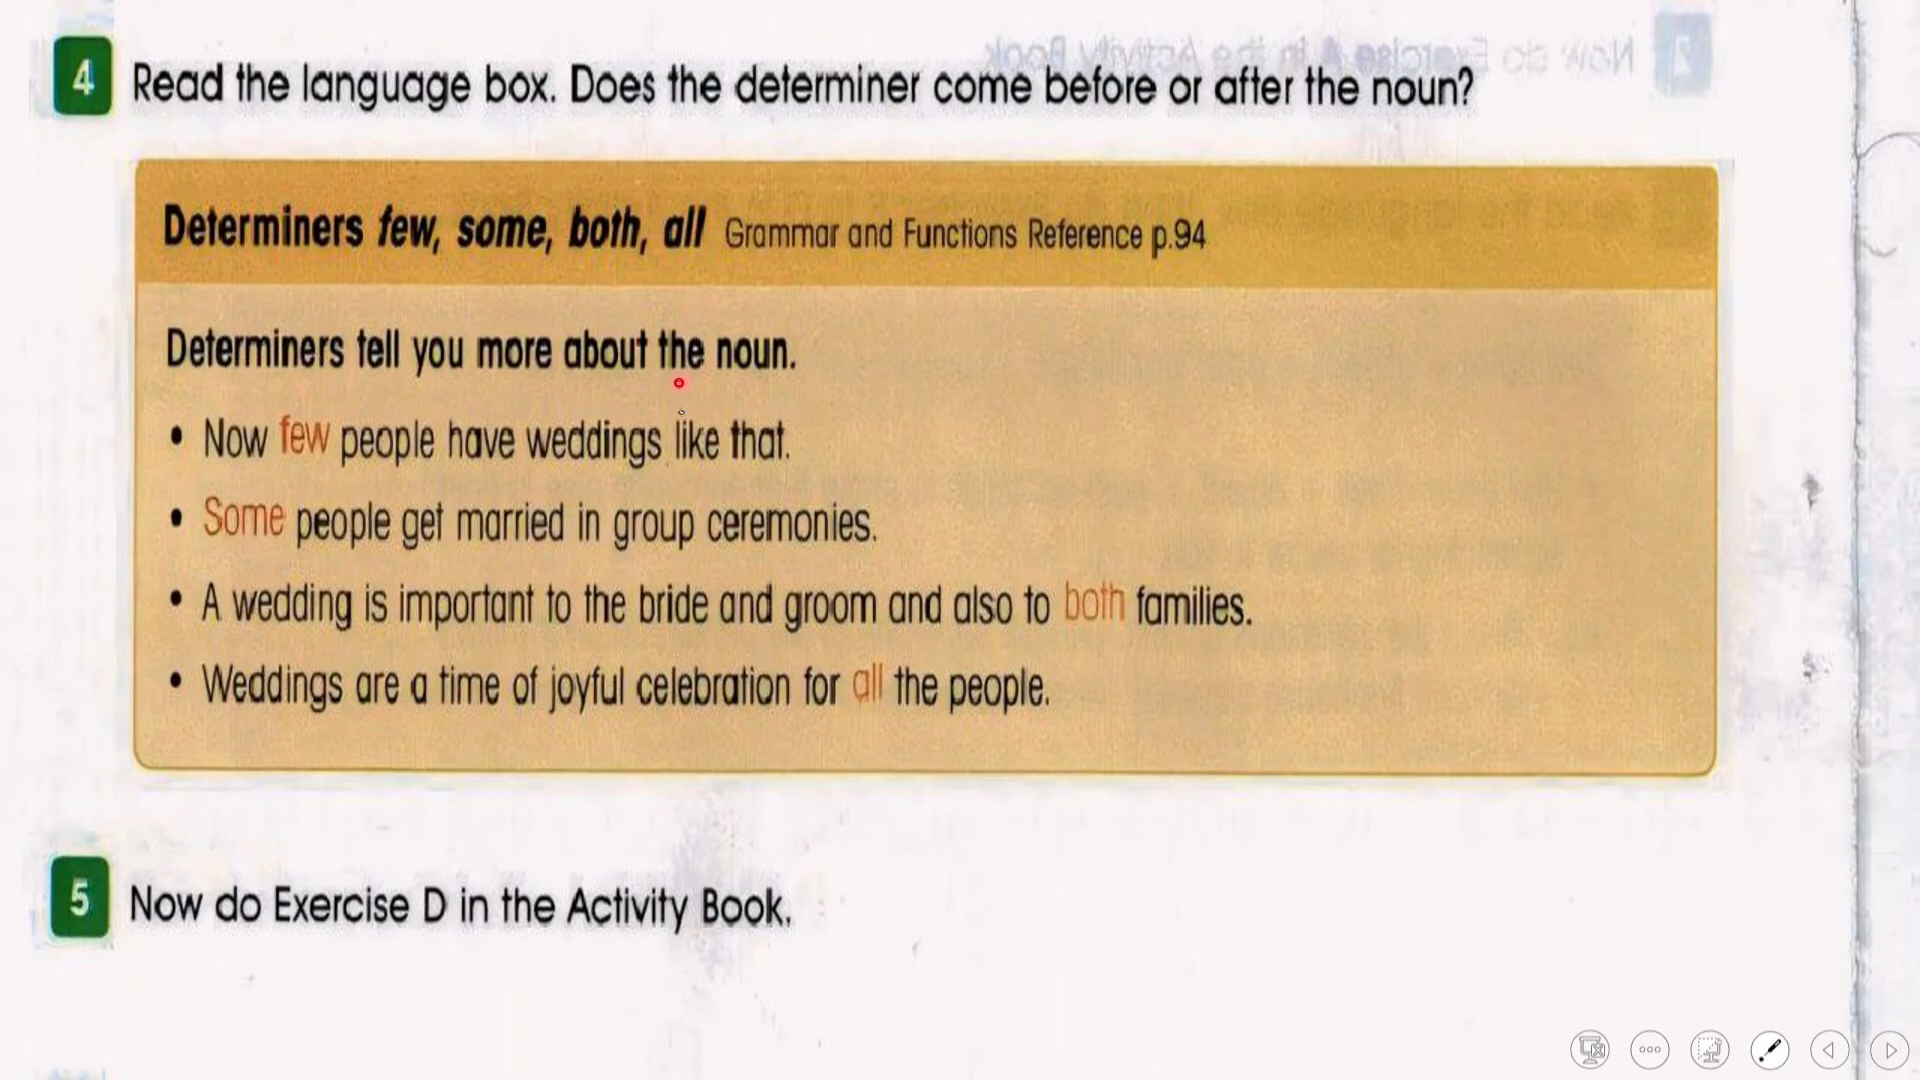 4 Read the language box. Does the determiner come before or after the noun?
Determiners few, some, both, all Grammar and Functions Reference p.94
Determiners tell you more about the noun.
• Now few people have weddings like that.
• Some people get married in group ceremonies.
• A wedding is important to the bride and groom and also to both families.
• Weddings are a time of joyful celebration for all the people.
5 Now do Exercise D in the Activity Book.